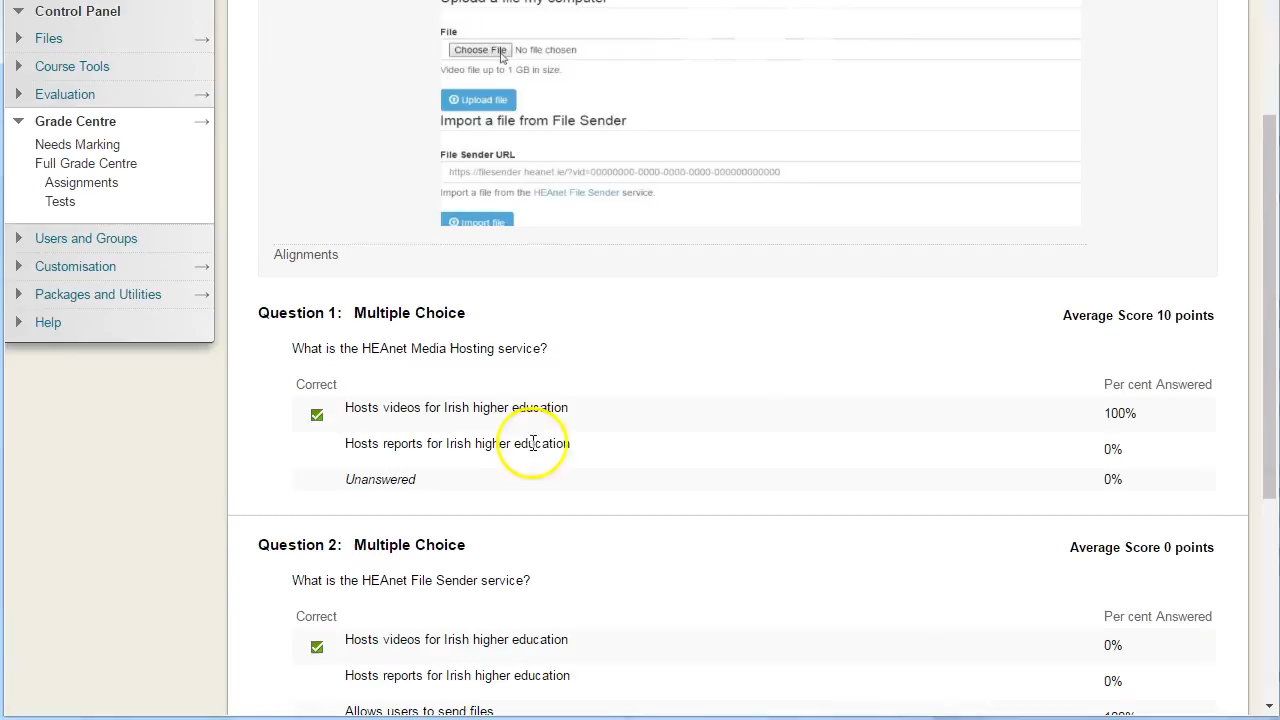 Control Panel
Files
Course Tools
Evaluation
Grade Centre
Needs Marking
Full Grade Centre
Assignments
Tests
Users and Groups
Customisation
Packages and Utilities
Help
Upload a file my computer
File
Choose File No file chosen
Video file up to 1 GB in size.
Upload file
Import a file from File Sender
File Sender URL
https://filesender.heanet.ie/?vid=00000000-0000-0000-0000-000000000000
Import a file from the HEAnet File Sender service.
Import file
Alignments
Question 1: Multiple Choice
Average Score 10 points
What is the HEAnet Media Hosting service?
Correct Per cent Answered
Hosts videos for Irish higher education 100%
Hosts reports for Irish higher education 0%
Unanswered 0%
Question 2: Multiple Choice
Average Score 0 points
What is the HEAnet File Sender service?
Correct Per cent Answered
Hosts videos for Irish higher education 0%
Hosts reports for Irish higher education 0%
Allows users to send files 100%